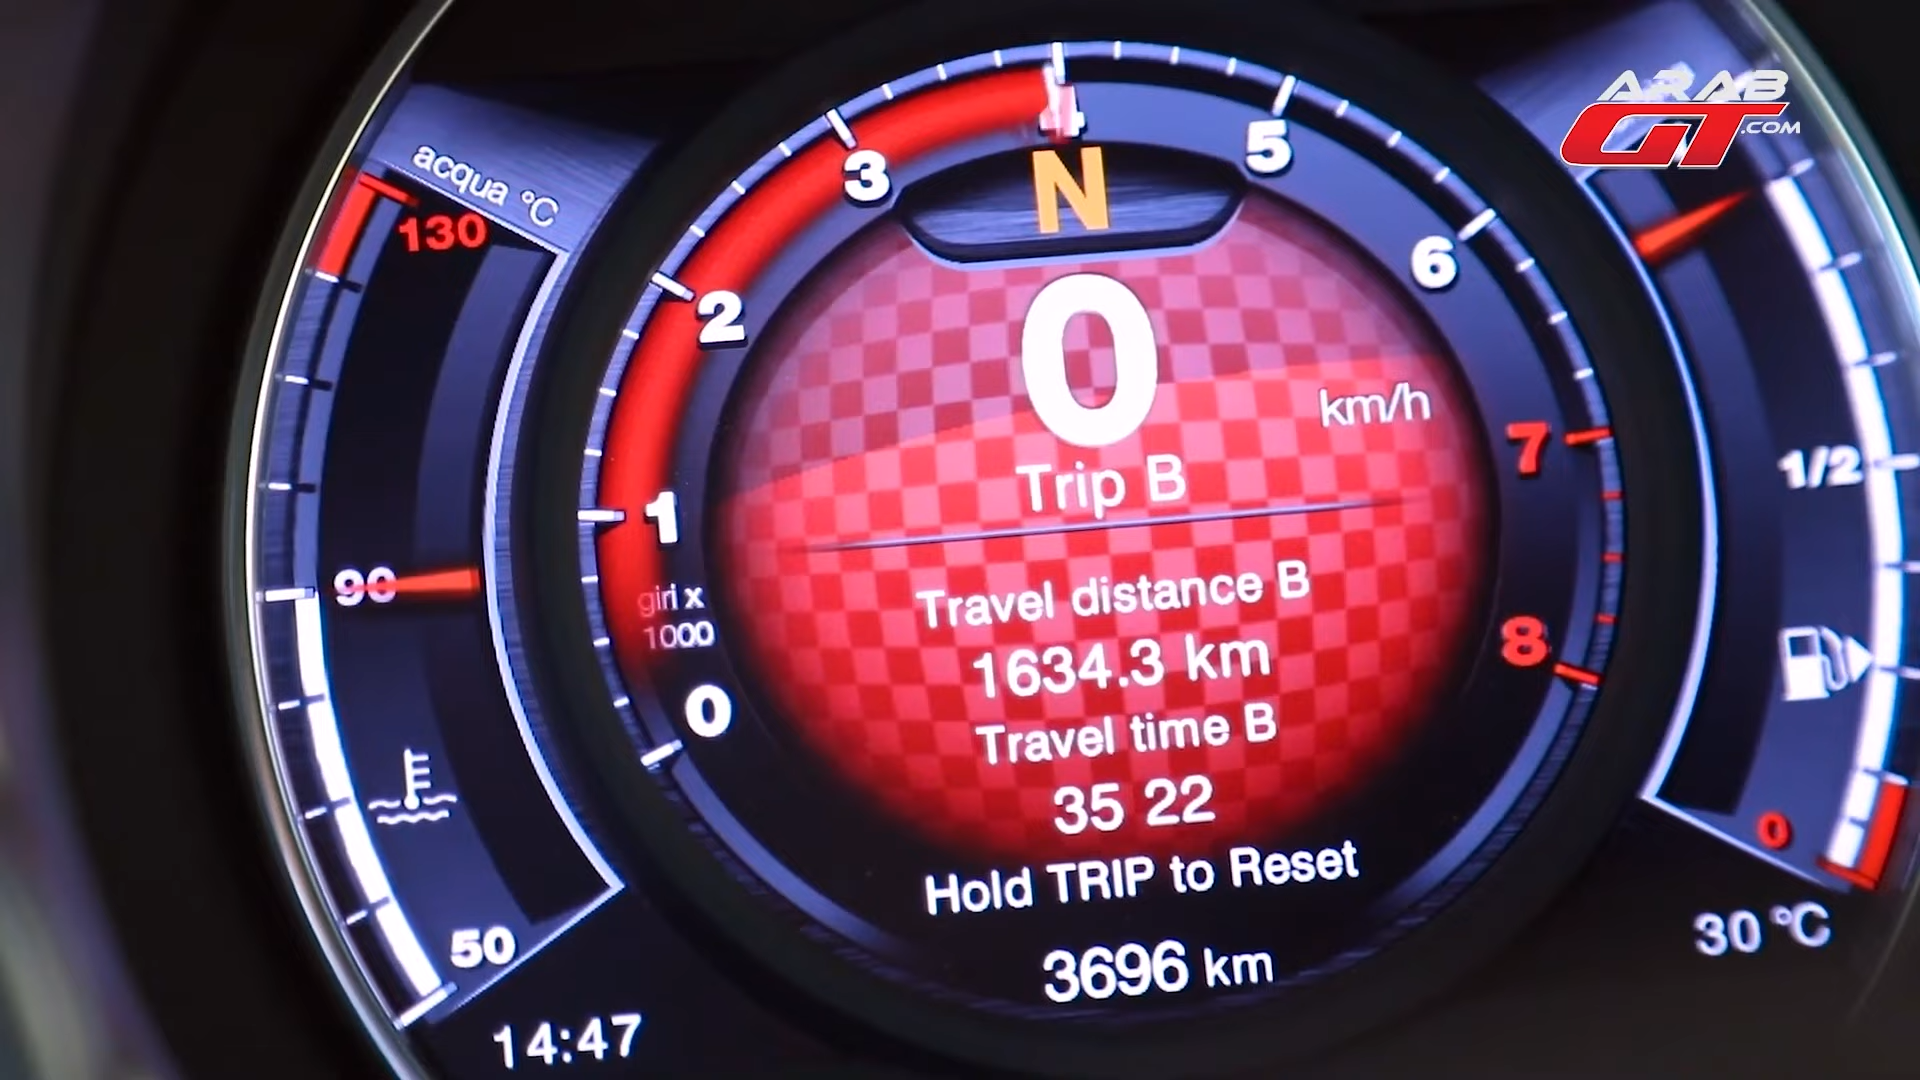 ARAB
GT.COM
acqua °C
130
90
50
14:47
giri x
1000
0
1
2
3
4
5
6
7
8
N
0
km/h
Trip B
Travel distance B
1634.3 km
Travel time B
35 22
Hold TRIP to Reset
3696 km
1/2
0
30 °C